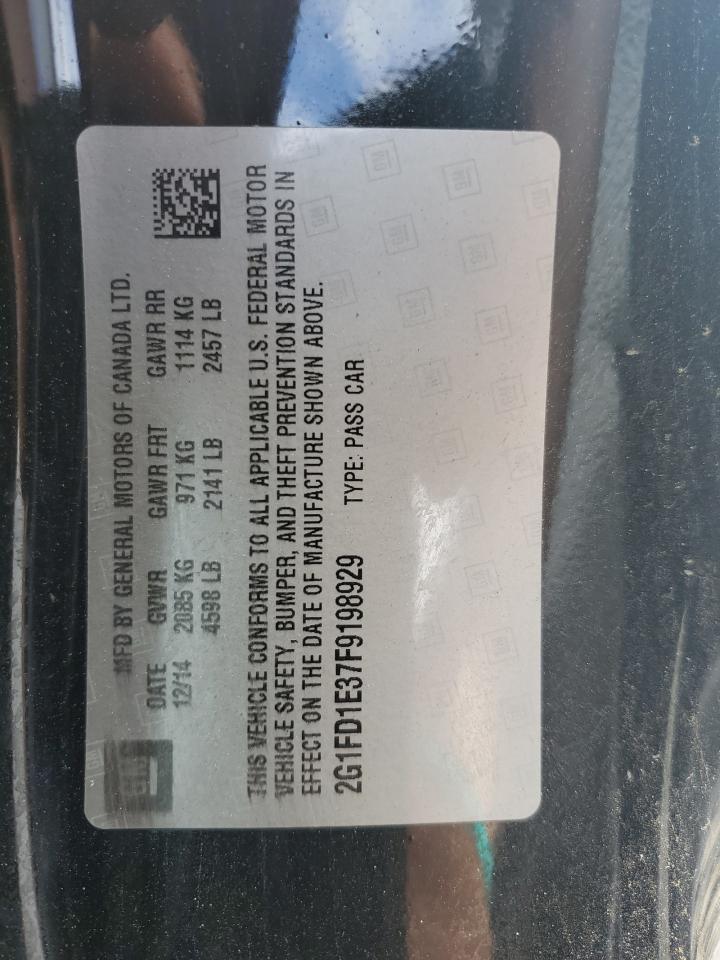 MFD BY GENERAL MOTORS OF CANADA LTD.
DATE GVWR GAWR FRT GAWR RR
12/14 2085 KG 971 KG 1114 KG
4598 LB 2141 LB 2457 LB
THIS VEHICLE CONFORMS TO ALL APPLICABLE U.S. FEDERAL MOTOR
VEHICLE SAFETY, BUMPER, AND THEFT PREVENTION STANDARDS IN
EFFECT ON THE DATE OF MANUFACTURE SHOWN ABOVE.
2G1FD1E37F9198929 TYPE: PASS CAR